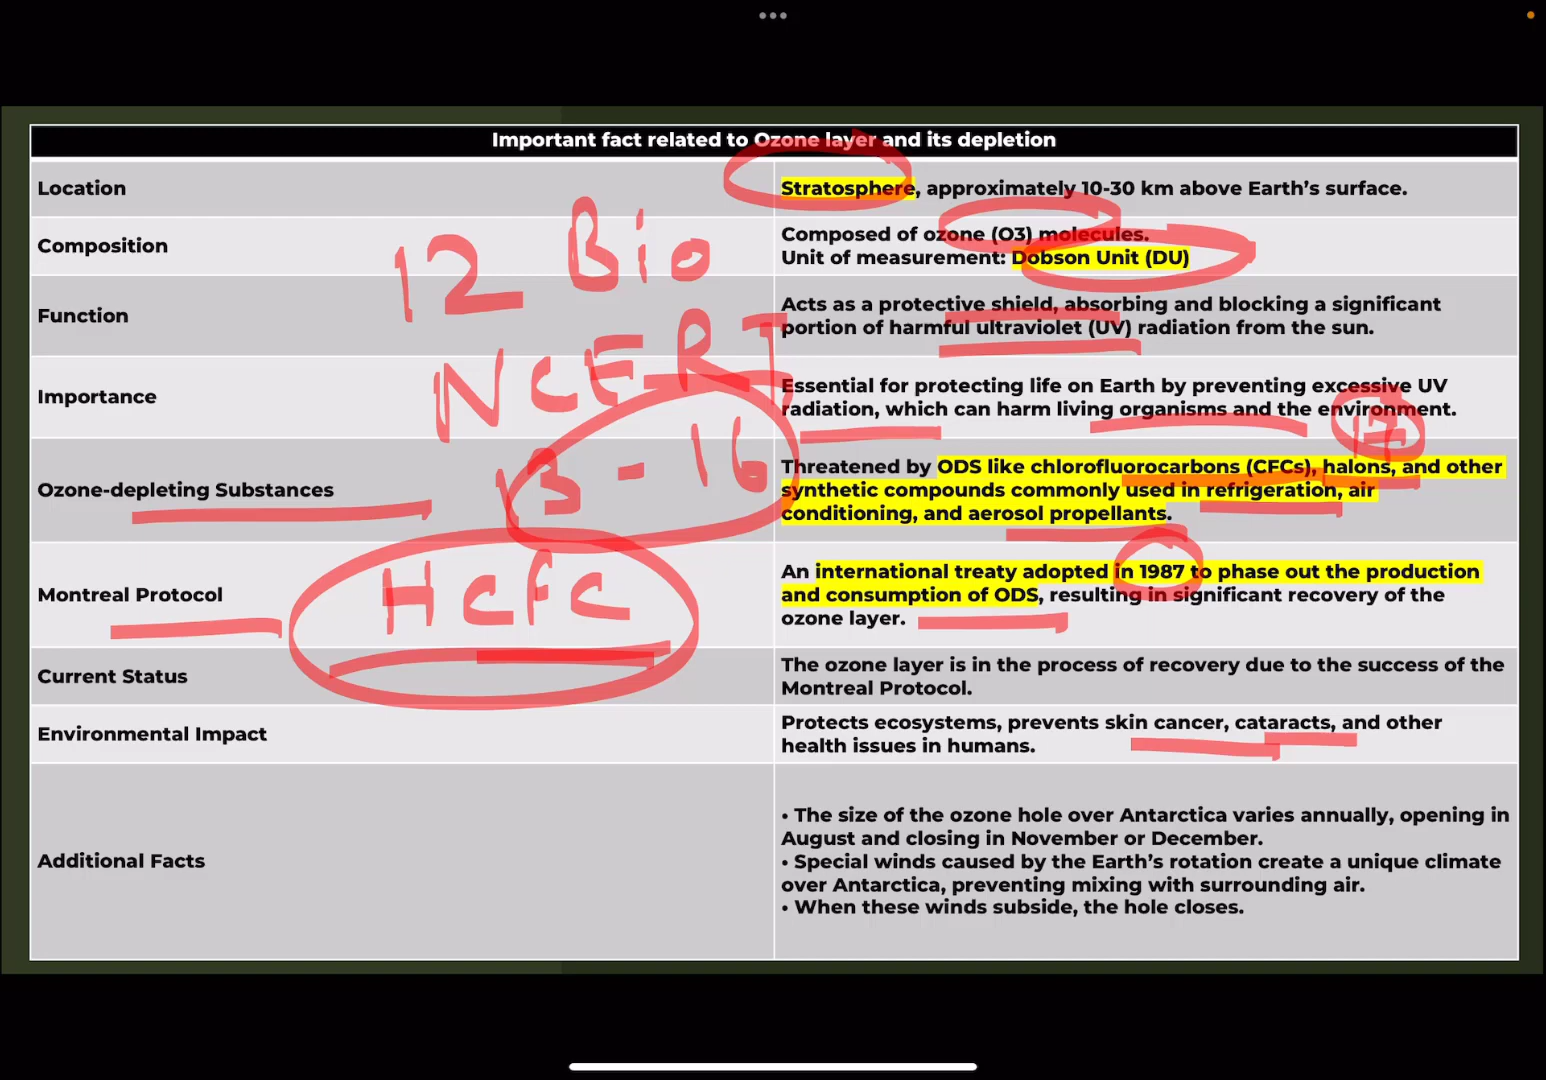 Important fact related to Ozone layer and its depletion
Location
Stratosphere, approximately 10-30 km above Earth's surface.
Composition
Composed of ozone (O3) molecules.
Unit of measurement: Dobson Unit (DU)
12 Bio
Function
Acts as a protective shield, absorbing and blocking a significant
portion of harmful ultraviolet (UV) radiation from the sun.
NCERT
Importance
Essential for protecting life on Earth by preventing excessive UV
radiation, which can harm living organisms and the environment.
13 - 16
Ozone-depleting Substances
Threatened by ODS like chlorofluorocarbons (CFCs), halons, and other
synthetic compounds commonly used in refrigeration, air
conditioning, and aerosol propellants.
Hcfc
Montreal Protocol
An international treaty adopted in 1987 to phase out the production
and consumption of ODS, resulting in significant recovery of the
ozone layer.
Current Status
The ozone layer is in the process of recovery due to the success of the
Montreal Protocol.
Environmental Impact
Protects ecosystems, prevents skin cancer, cataracts, and other
health issues in humans.
Additional Facts
• The size of the ozone hole over Antarctica varies annually, opening in
August and closing in November or December.
• Special winds caused by the Earth's rotation create a unique climate
over Antarctica, preventing mixing with surrounding air.
• When these winds subside, the hole closes.